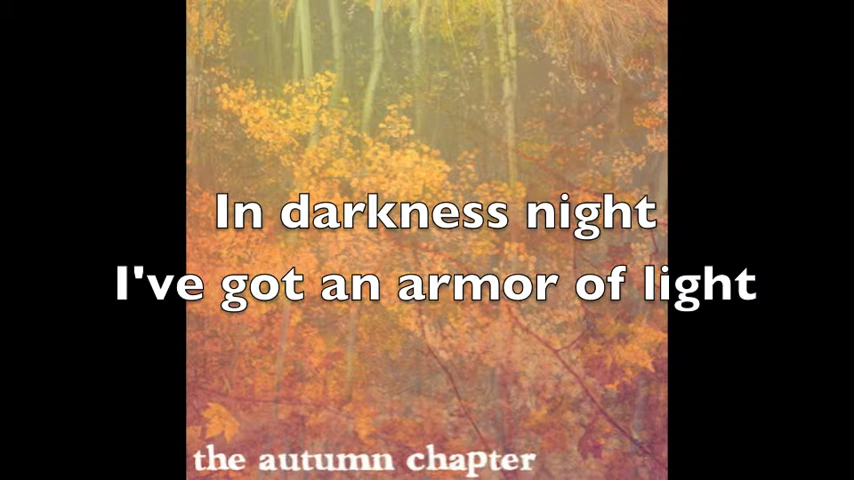 In darkness night
I've got an armor of light
the autumn chapter